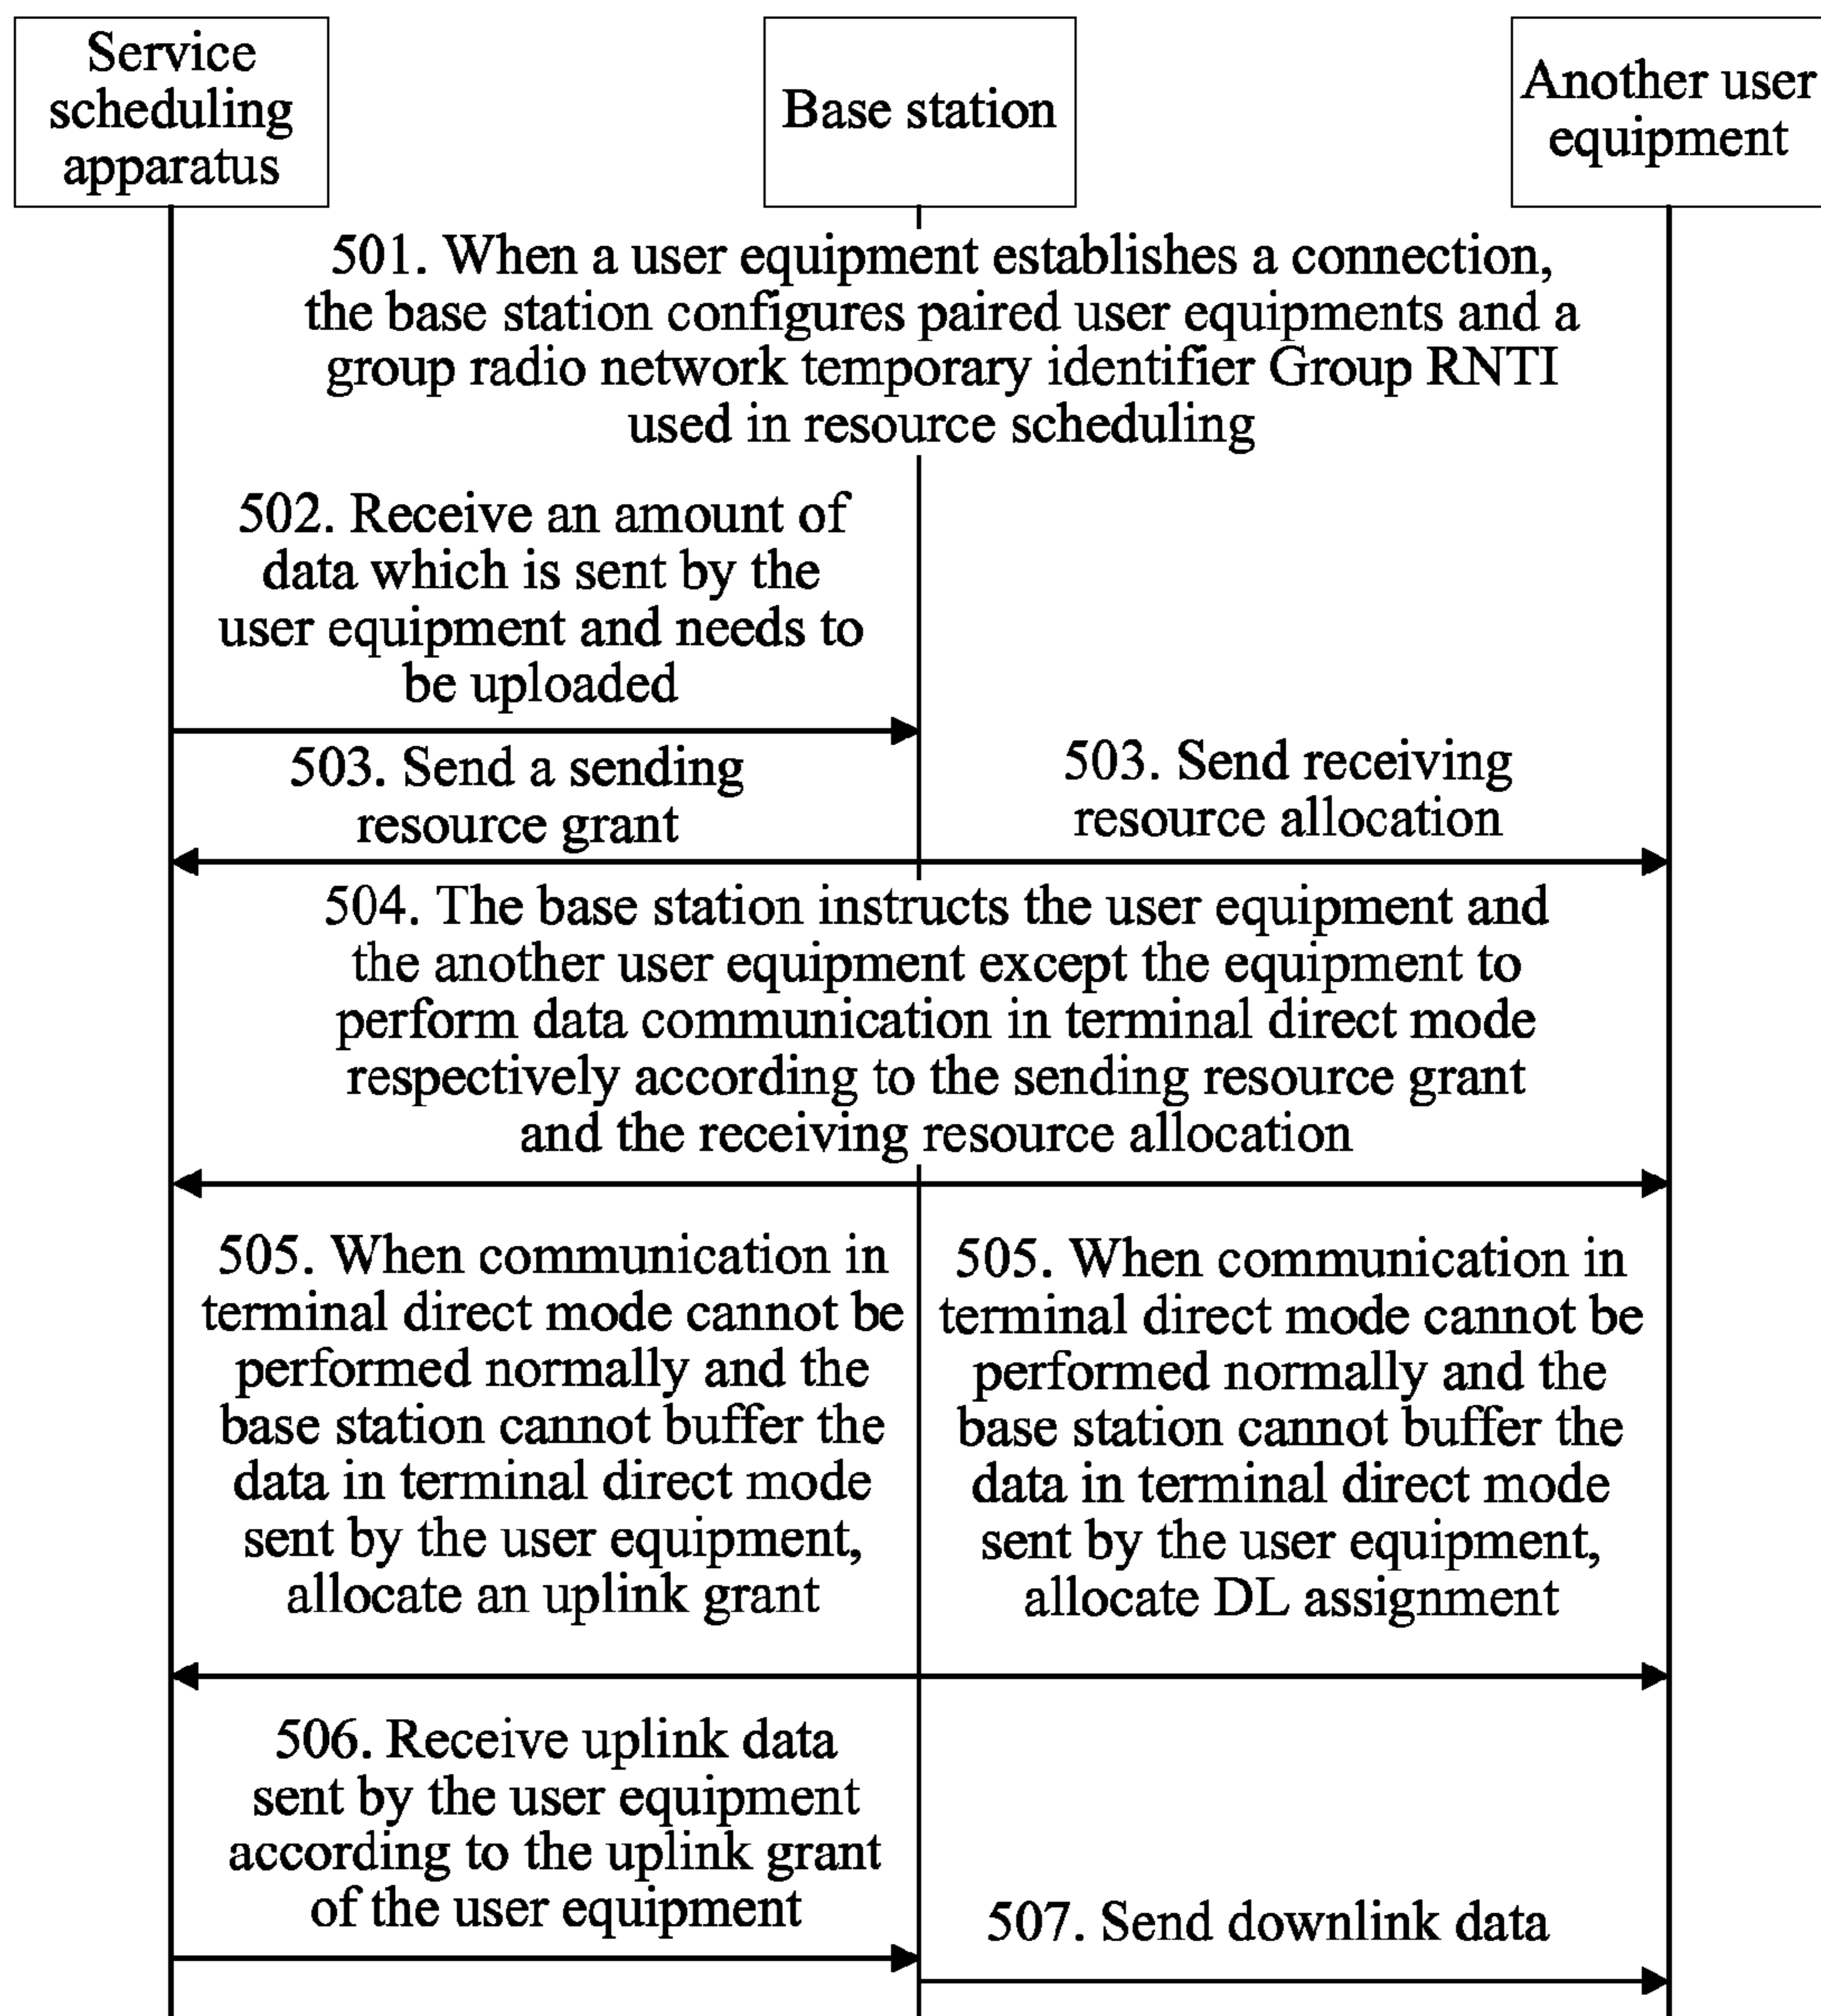 Service
scheduling
apparatus
Base station
Another user
equipment
501. When a user equipment establishes a connection,
the base station configures paired user equipments and a
group radio network temporary identifier Group RNTI
used in resource scheduling
502. Receive an amount of
data which is sent by the
user equipment and needs to
be uploaded
503. Send a sending
resource grant
503. Send receiving
resource allocation
504. The base station instructs the user equipment and
the another user equipment except the equipment to
perform data communication in terminal direct mode
respectively according to the sending resource grant
and the receiving resource allocation
505. When communication in
terminal direct mode cannot be
performed normally and the
base station cannot buffer the
data in terminal direct mode
sent by the user equipment,
allocate an uplink grant
505. When communication in
terminal direct mode cannot be
performed normally and the
base station cannot buffer the
data in terminal direct mode
sent by the user equipment,
allocate DL assignment
506. Receive uplink data
sent by the user equipment
according to the uplink grant
of the user equipment
507. Send downlink data